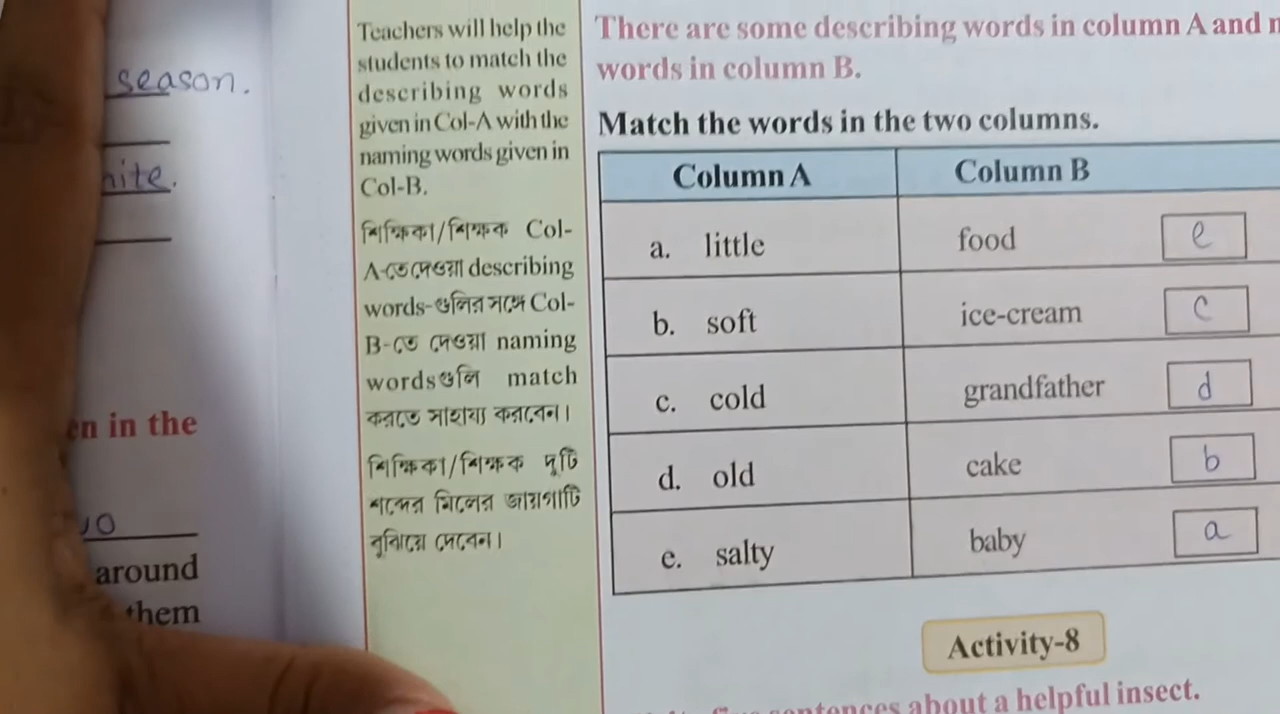 season.
nite.
en in the
around
them
Teachers will help the
students to match the
describing words
given in Col-A with the
naming words given in
Col-B.
শিক্ষিকা/শিক্ষক Col-
A-তে দেওয়া describing
words-গুলির সঙ্গে Col-
B-তে দেওয়া naming
wordsগুলি match
করতে সাহায্য করবেন।
শিক্ষিকা/শিক্ষক দুটি
শব্দের মিলের জায়গাটি
বুঝিয়ে দেবেন।
There are some describing words in column A and
words in column B.
Match the words in the two columns.
Column A Column B
a. little food e
b. soft ice-cream c
c. cold grandfather d
d. old cake b
e. salty baby a
Activity-8
sentences about a helpful insect.